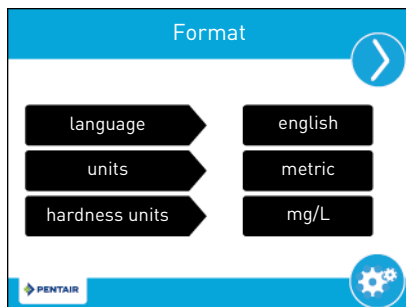 Format
language
english
units
metric
hardness units
mg/L
PENTAIR